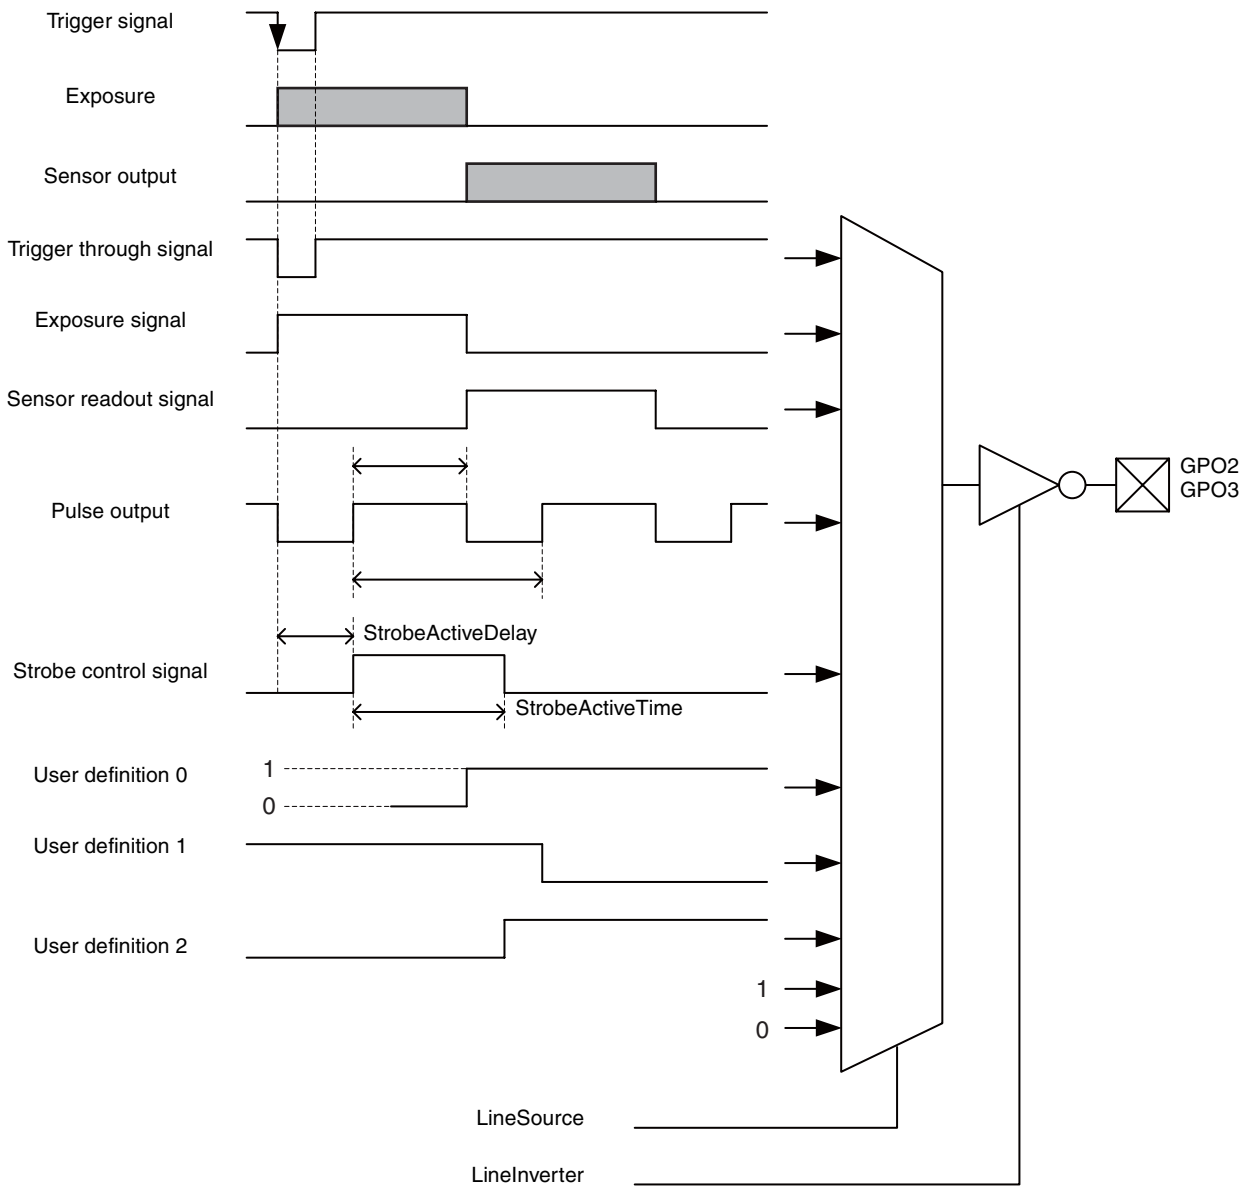 Trigger signal
Exposure
Sensor output
Trigger through signal
Exposure signal
Sensor readout signal
Pulse output
GPO2
GPO3
StrobeActiveDelay
Strobe control signal
StrobeActiveTime
User definition 0
1
0
User definition 1
User definition 2
1
0
LineSource
LineInverter